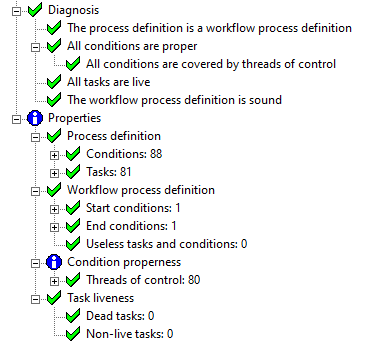 Diagnosis
The process definition is a workflow process definition
All conditions are proper
All conditions are covered by threads of control
All tasks are live
The workflow process definition is sound
Properties
Process definition
Conditions: 88
Tasks: 81
Workflow process definition
Start conditions: 1
End conditions: 1
Useless tasks and conditions: 0
Condition properness
Threads of control: 80
Task liveness
Dead tasks: 0
Non-live tasks: 0